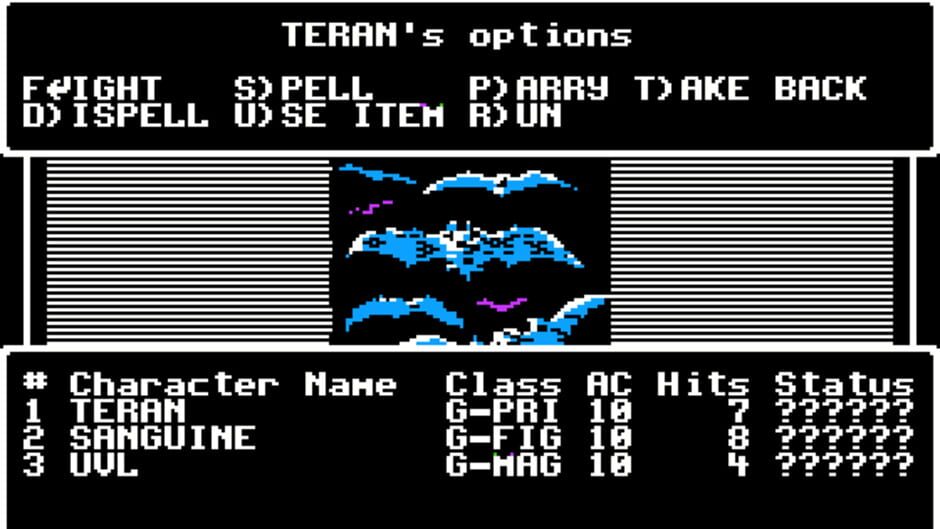 TERAN's options
F↵IGHT S)PELL P)ARRY T)AKE BACK
D)ISPELL U)SE ITEM R)UN
# Character Name Class AC Hits Status
1 TERAN G-PRI 10 7 ??????
2 SANGUINE G-FIG 10 8 ??????
3 UVL G-MAG 10 4 ??????